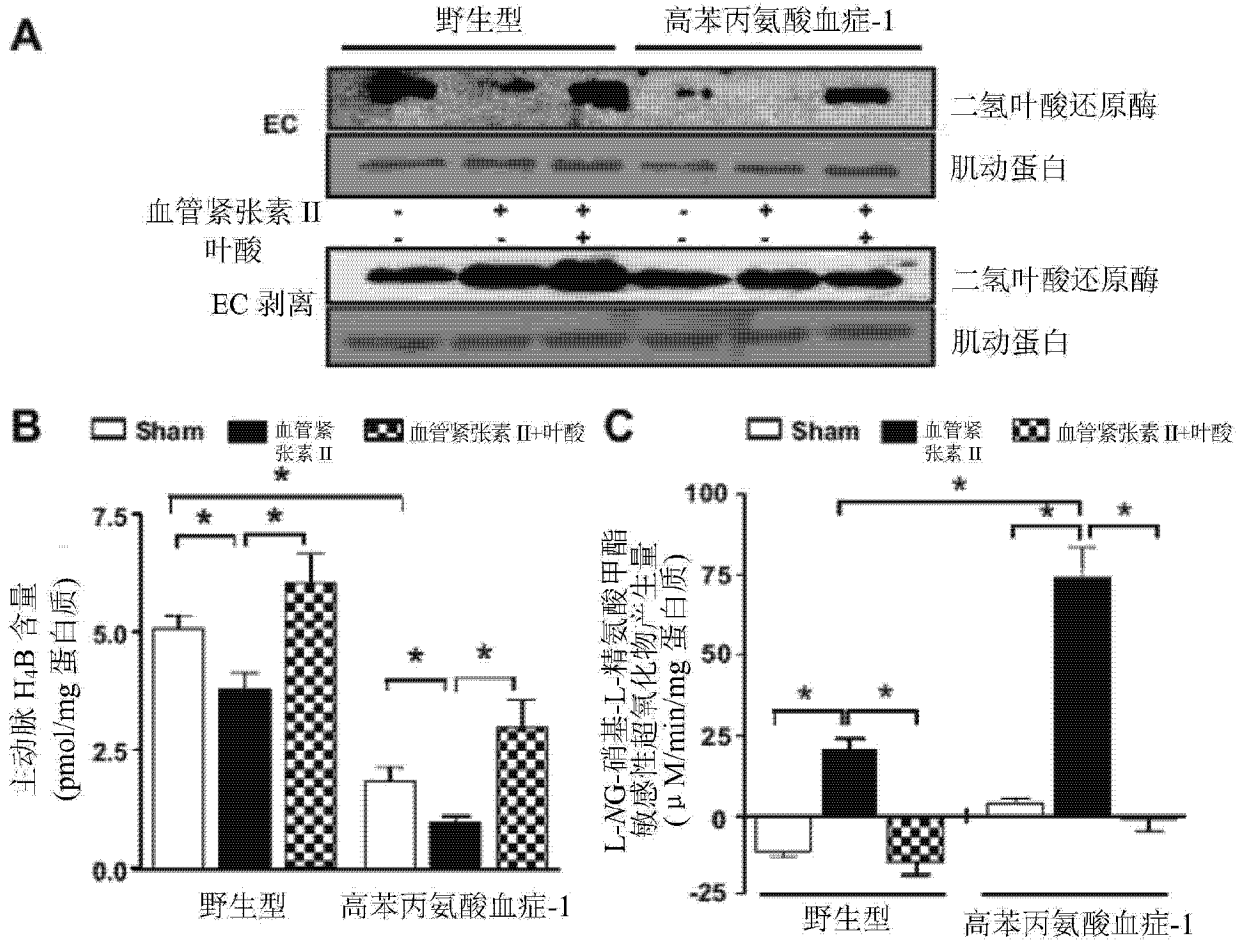 A
野生型
高苯丙氨酸血症-1
EC
二氢叶酸还原酶
肌动蛋白
血管紧张素 II - + + - + +
叶酸 - - + - - +
EC 剥离
二氢叶酸还原酶
肌动蛋白
B
Sham
血管紧
张素 II
血管紧张素 II+叶酸
主动脉 H₄B 含量
(pmol/mg 蛋白质)
7.5
5.0
2.5
0.0
* * *
* *
野生型
高苯丙氨酸血症-1
C
Sham
血管紧
张素 II
血管紧张素 II+叶酸
L-NG-硝基-L-精氨酸甲酯
敏感性超氧化物产生量
(μ M/min/mg 蛋白质)
100
75
50
25
0
-25
*
* *
* *
野生型
高苯丙氨酸血症-1